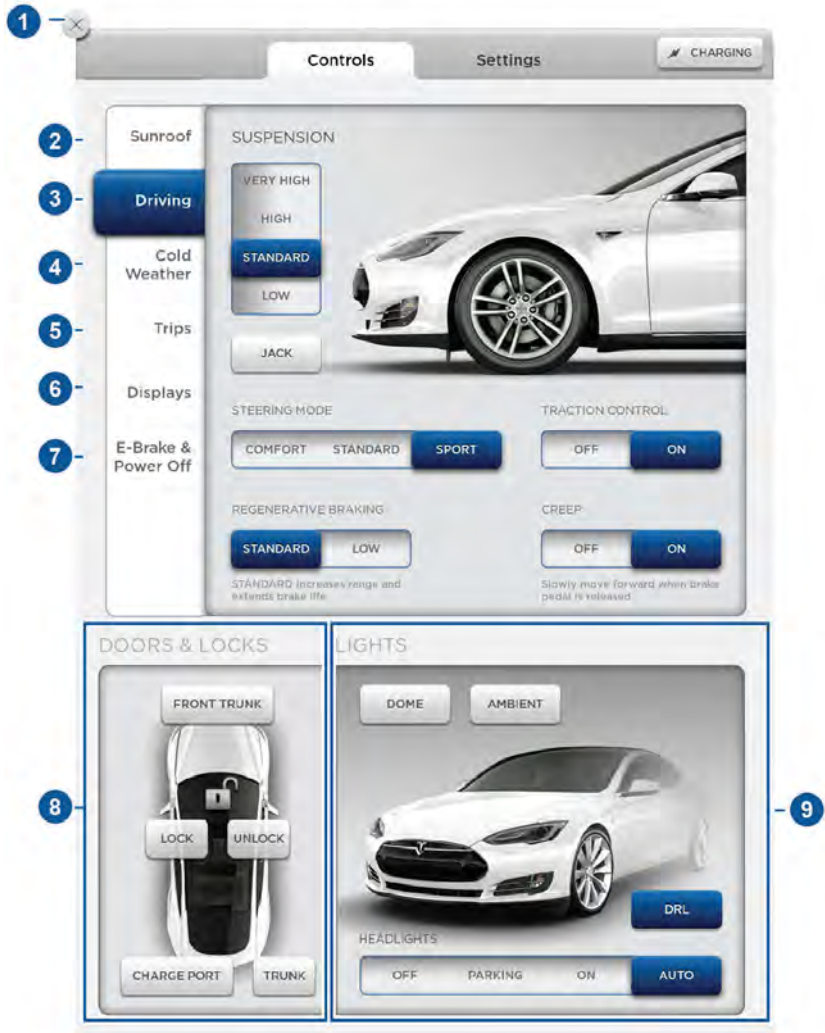 1
Controls
Settings
CHARGING
2
Sunroof
3
Driving
4
Cold
Weather
5
Trips
6
Displays
7
E-Brake &
Power Off
SUSPENSION
VERY HIGH
HIGH
STANDARD
LOW
JACK
STEERING MODE
COMFORT STANDARD SPORT
TRACTION CONTROL
OFF ON
REGENERATIVE BRAKING
STANDARD LOW
STANDARD increases range and
extends brake life
CREEP
OFF ON
Slowly move forward when brake
pedal is released
8
DOORS & LOCKS
FRONT TRUNK
LOCK UNLOCK
CHARGE PORT TRUNK
9
LIGHTS
DOME AMBIENT
DRL
HEADLIGHTS
OFF PARKING ON AUTO